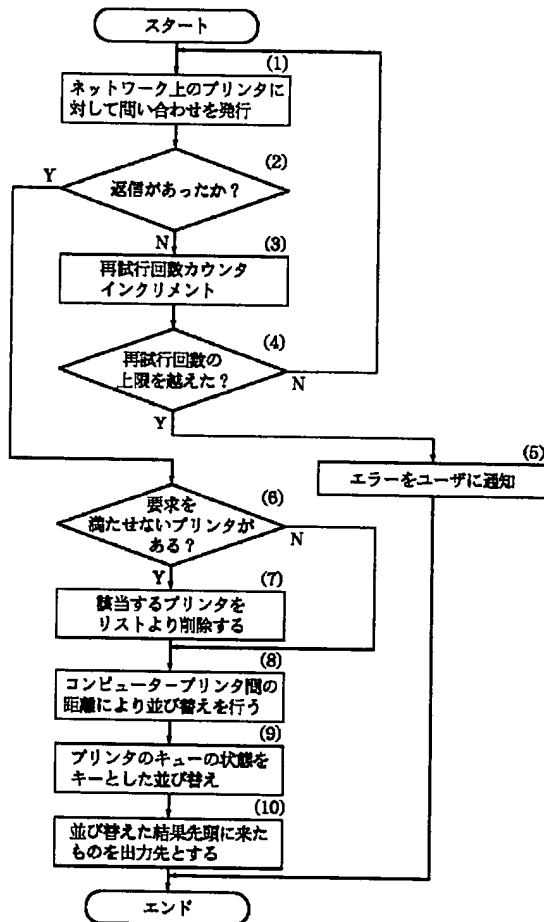 スタート
(1)
ネットワーク上のプリンタに
対して問い合わせを発行
(2)
Y
返信があったか？
N
(3)
再試行回数カウンタ
インクリメント
(4)
再試行回数の
上限を越えた？
N
Y
(5)
エラーをユーザに通知
(6)
要求を
満たせないプリンタが
ある？
N
Y
(7)
該当するプリンタを
リストより削除する
(8)
コンピュータープリンタ間の
距離により並び替えを行う
(9)
プリンタのキューの状態を
キーとした並び替え
(10)
並び替えた結果先頭に来た
ものを出力先とする
エンド